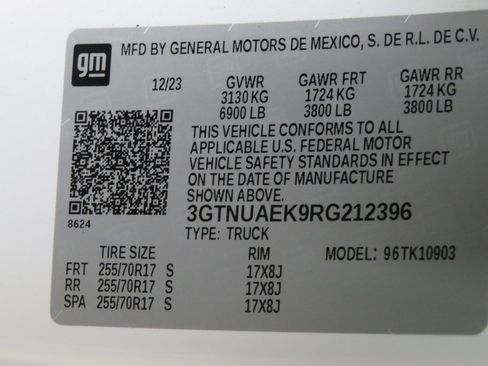 gm
MFD BY GENERAL MOTORS DE MEXICO, S. DE R.L. DE C.V.
12/23 GVWR GAWR FRT GAWR RR
3130 KG 1724 KG 1724 KG
6900 LB 3800 LB 3800 LB
THIS VEHICLE CONFORMS TO ALL
APPLICABLE U.S. FEDERAL MOTOR
VEHICLE SAFETY STANDARDS IN EFFECT
ON THE DATE OF MANUFACTURE
SHOWN ABOVE.
8624
3GTNUAEK9RG212396
TYPE: TRUCK
TIRE SIZE RIM MODEL: 96TK10903
FRT 255/70R17 S 17X8J
RR 255/70R17 S 17X8J
SPA 255/70R17 S 17X8J